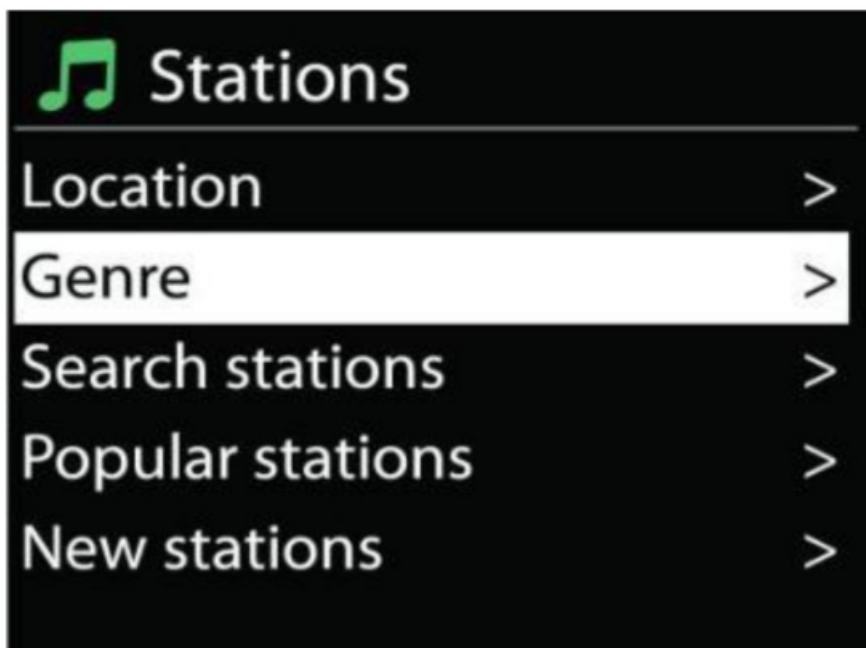 Stations
Location >
Genre >
Search stations >
Popular stations >
New stations >